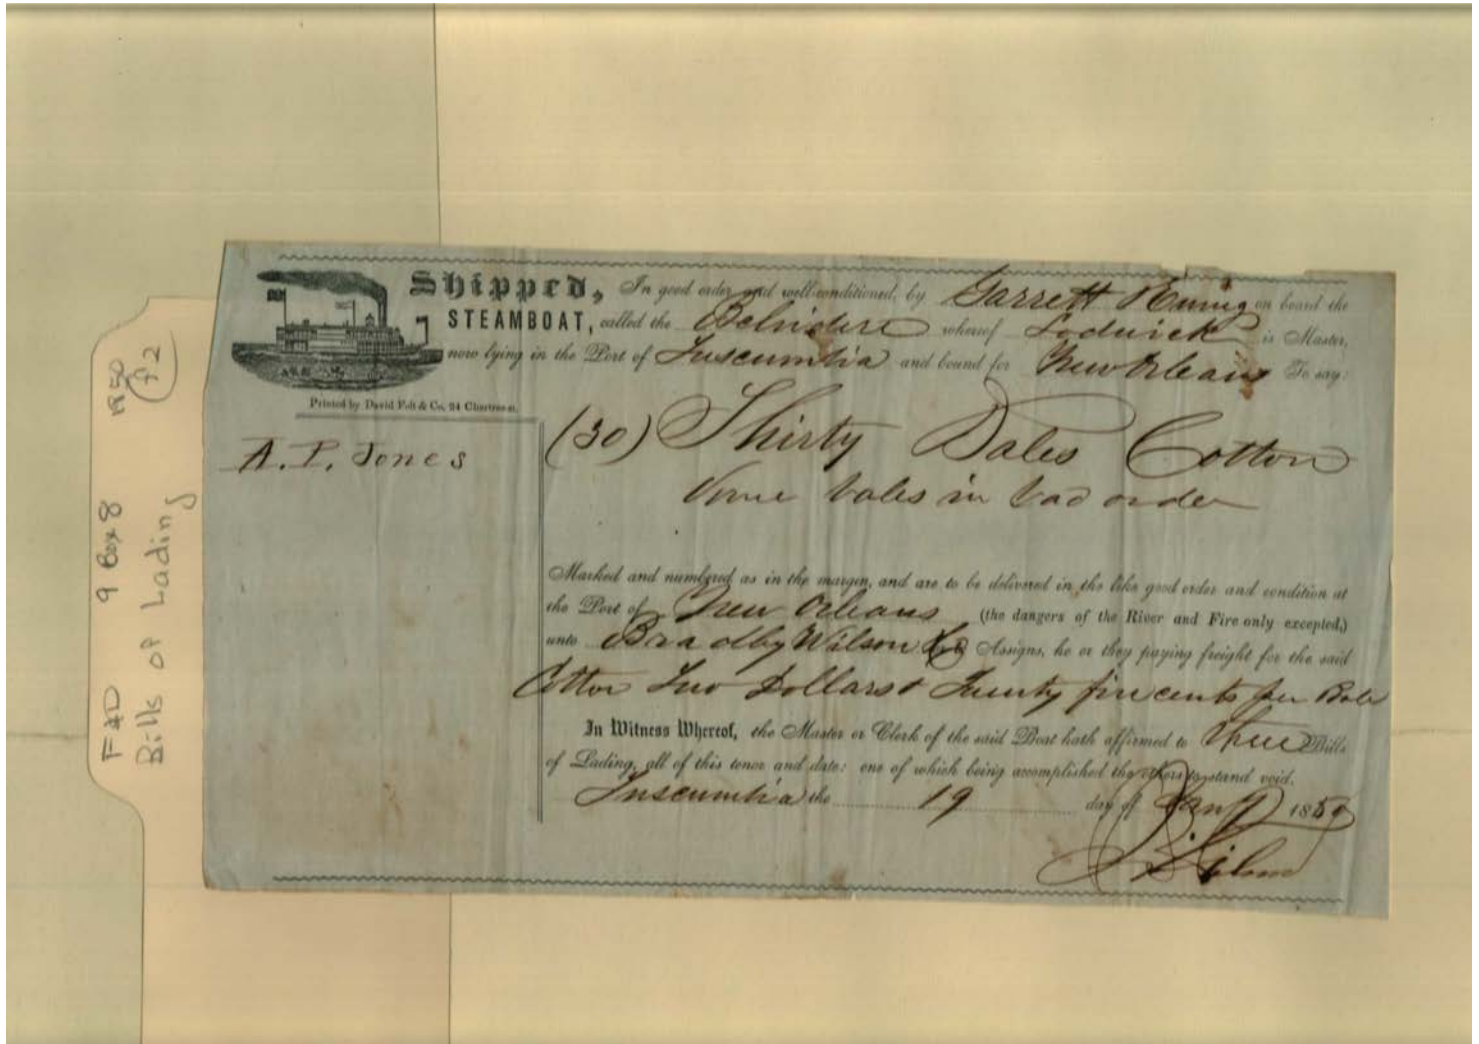 F&D 9 Box 8 1850
Bills of Lading f.2
Shipped, In good order and well-conditioned, by Garrett & on board the
STEAMBOAT, called the Belvidere whereof Lodwick is Master,
now lying in the Port of Tuscumbia and bound for New Orleans To say:
Printed by David Felt & Co. 24 Chartres st.
A. P. Jones
(30) Thirty Bales Cotton
Some bales in bad order
Marked and numbered as in the margin, and are to be delivered in the like good order and condition at
the Port of New Orleans (the dangers of the River and Fire only excepted,)
unto Bradby Wilson & Co Assigns, he or they paying freight for the said
Cotton Two Dollars & Twenty five cents per Bale
In Witness Whereof, the Master or Clerk of the said Boat hath affirmed to three Bills
of Lading, all of this tenor and date: one of which being accomplished the others to stand void.
Tuscumbia the 19 day of Jany 1850